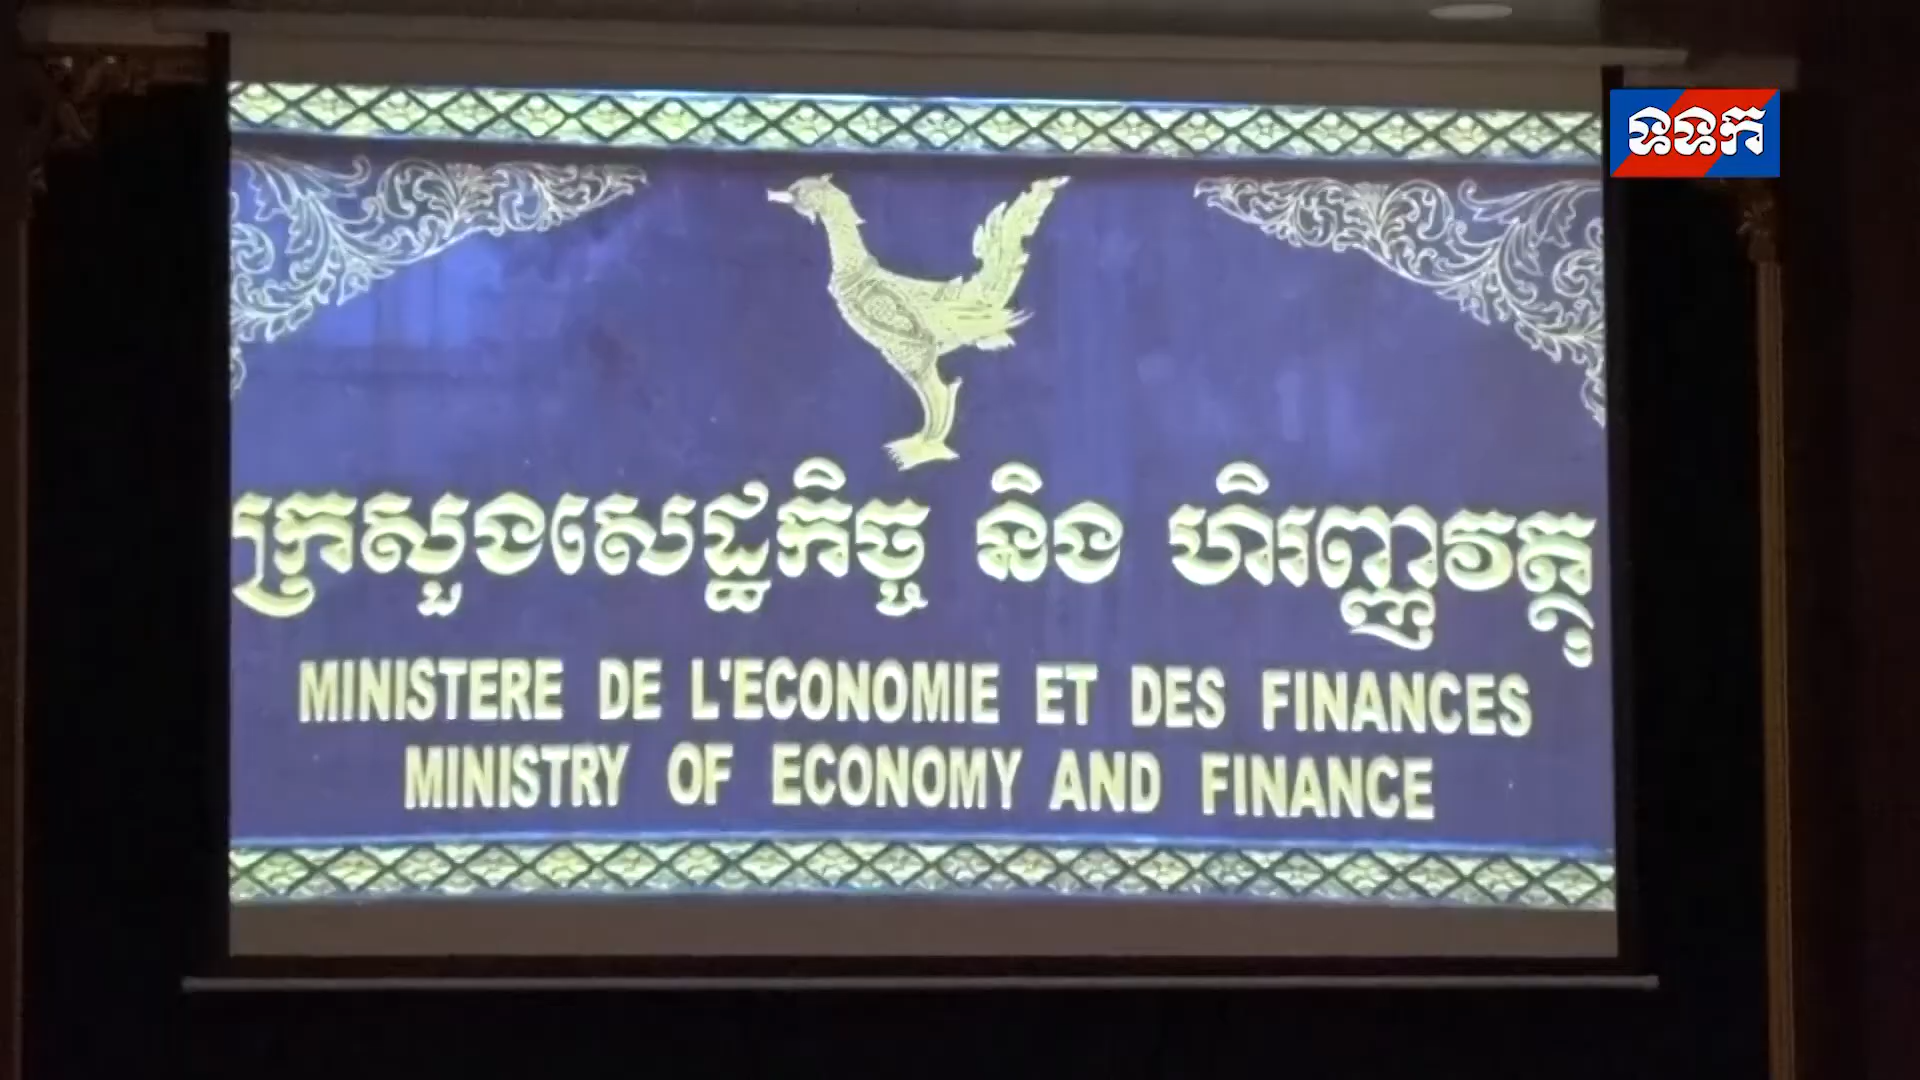 ទទក
ក្រសួងសេដ្ឋកិច្ច និង ហិរញ្ញវត្ថុ
MINISTERE DE L'ECONOMIE ET DES FINANCES
MINISTRY OF ECONOMY AND FINANCE